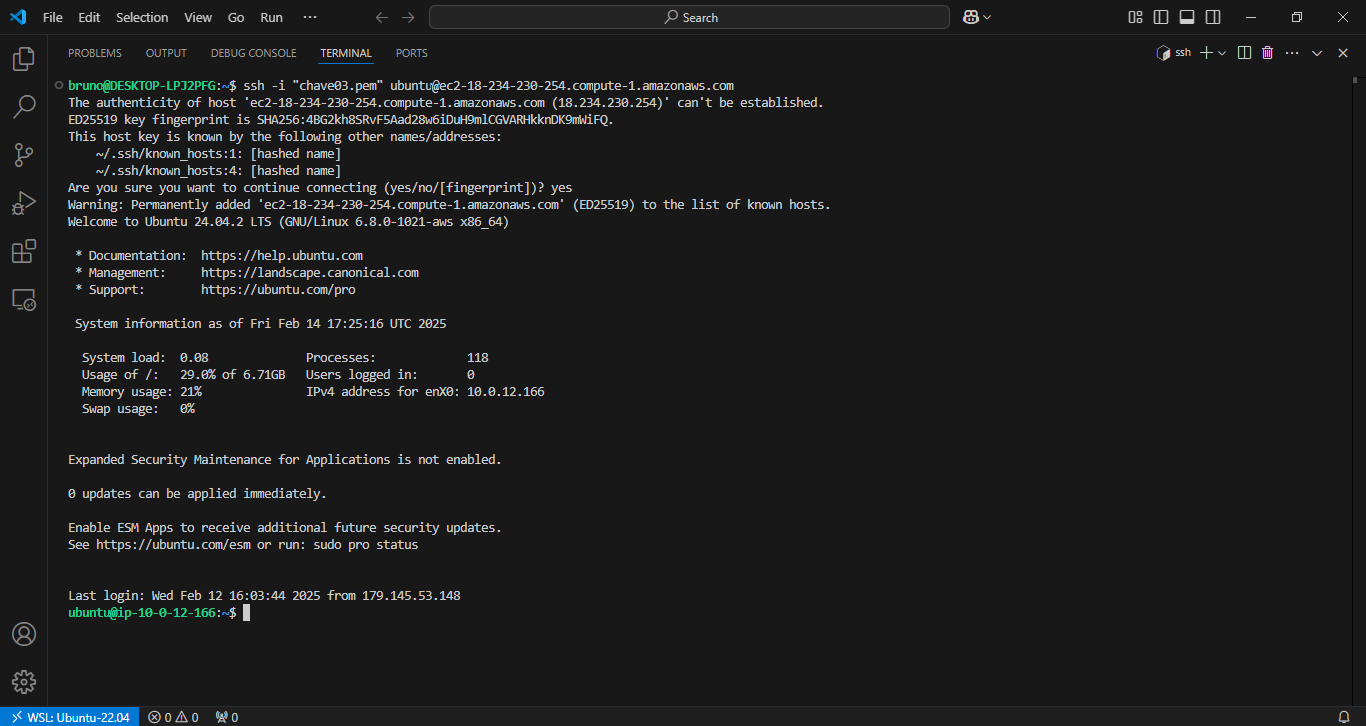 File Edit Selection View Go Run ··· Search
PROBLEMS OUTPUT DEBUG CONSOLE TERMINAL PORTS ssh
bruno@DESKTOP-LPJ2PFG:~$ ssh -i "chave03.pem" ubuntu@ec2-18-234-230-254.compute-1.amazonaws.com
The authenticity of host 'ec2-18-234-230-254.compute-1.amazonaws.com (18.234.230.254)' can't be established.
ED25519 key fingerprint is SHA256:4BG2kh8SRvF5Aad28w6iDuH9mlCGVARHkknDK9mWiFQ.
This host key is known by the following other names/addresses:
    ~/.ssh/known_hosts:1: [hashed name]
    ~/.ssh/known_hosts:4: [hashed name]
Are you sure you want to continue connecting (yes/no/[fingerprint])? yes
Warning: Permanently added 'ec2-18-234-230-254.compute-1.amazonaws.com' (ED25519) to the list of known hosts.
Welcome to Ubuntu 24.04.2 LTS (GNU/Linux 6.8.0-1021-aws x86_64)
 * Documentation:  https://help.ubuntu.com
 * Management:     https://landscape.canonical.com
 * Support:        https://ubuntu.com/pro
 System information as of Fri Feb 14 17:25:16 UTC 2025
  System load:  0.08              Processes:             118
  Usage of /:   29.0% of 6.71GB   Users logged in:       0
  Memory usage: 21%               IPv4 address for enX0: 10.0.12.166
  Swap usage:   0%
Expanded Security Maintenance for Applications is not enabled.
0 updates can be applied immediately.
Enable ESM Apps to receive additional future security updates.
See https://ubuntu.com/esm or run: sudo pro status
Last login: Wed Feb 12 16:03:44 2025 from 179.145.53.148
ubuntu@ip-10-0-12-166:~$
WSL: Ubuntu-22.04 0 0 0